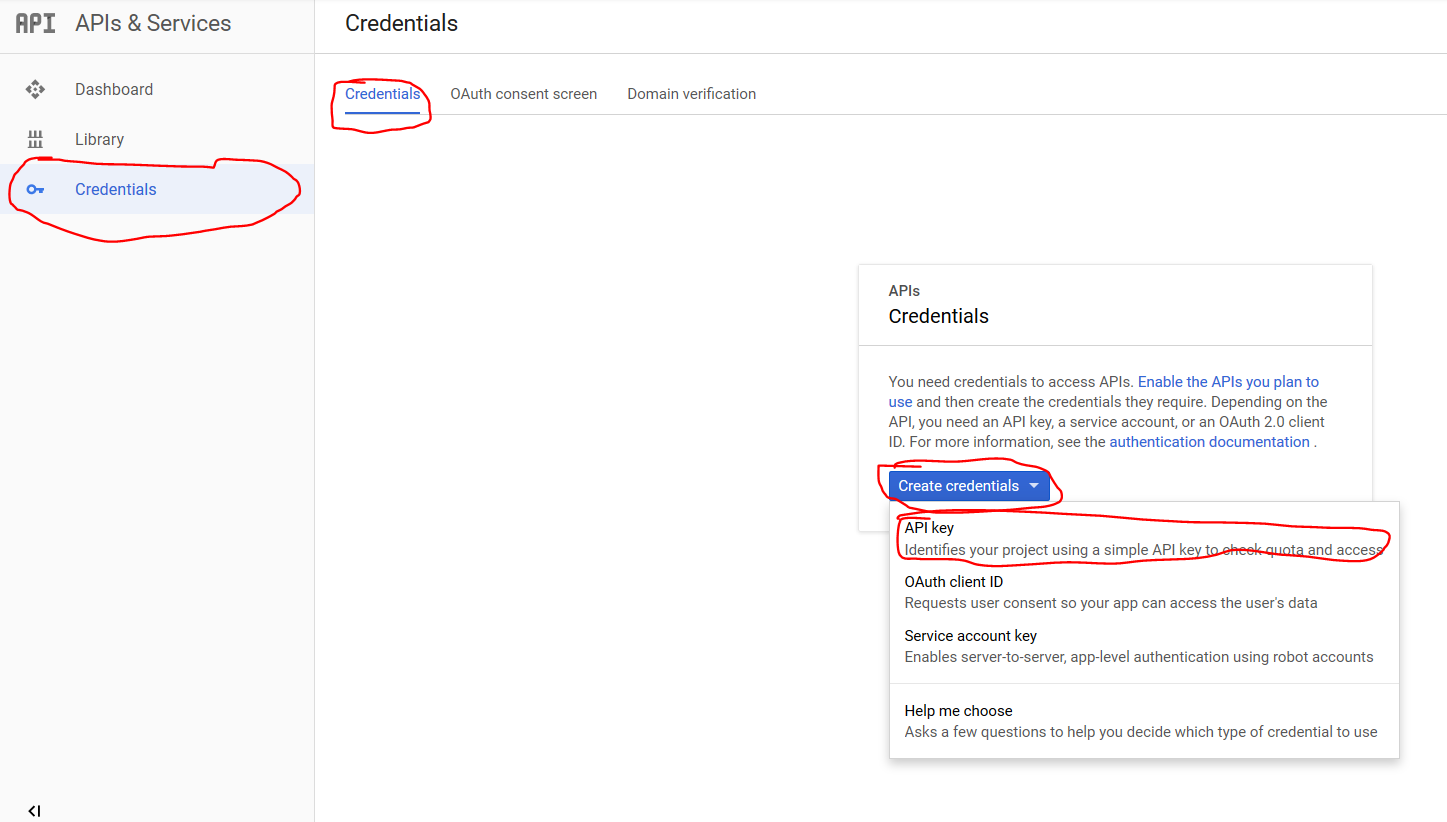 API APIs & Services
Credentials
Dashboard
Library
Credentials
Credentials OAuth consent screen Domain verification
APIs
Credentials
You need credentials to access APIs. Enable the APIs you plan to
use and then create the credentials they require. Depending on the
API, you need an API key, a service account, or an OAuth 2.0 client
ID. For more information, see the authentication documentation .
Create credentials
API key
Identifies your project using a simple API key to check quota and access
OAuth client ID
Requests user consent so your app can access the user's data
Service account key
Enables server-to-server, app-level authentication using robot accounts
Help me choose
Asks a few questions to help you decide which type of credential to use